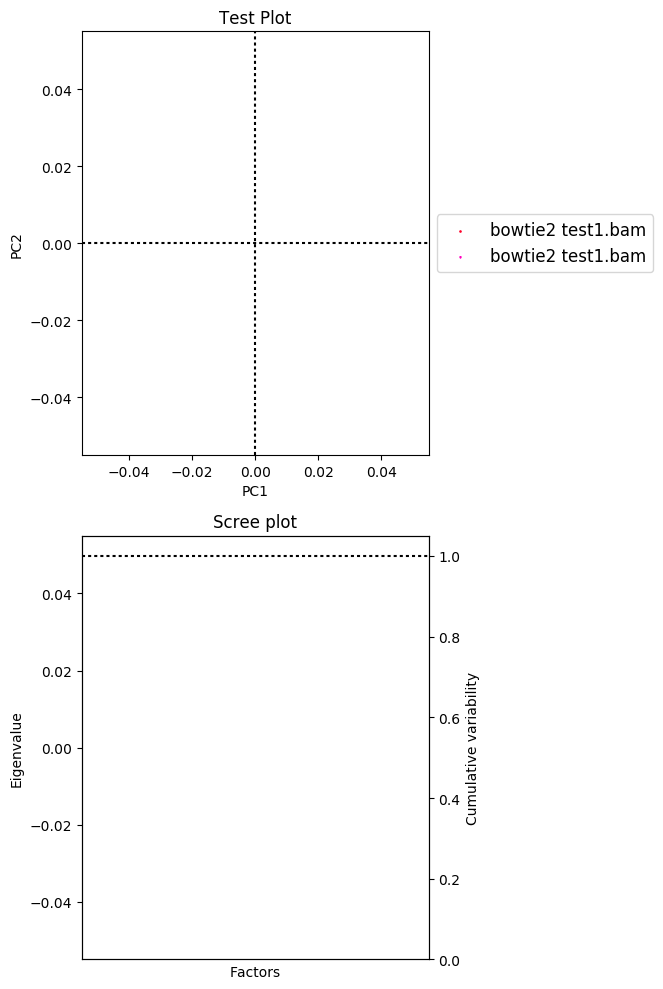 Test Plot
0.04
0.02
0.00
−0.02
−0.04
PC2
−0.04 −0.02 0.00 0.02 0.04
PC1
bowtie2 test1.bam
bowtie2 test1.bam
Scree plot
0.04
0.02
0.00
−0.02
−0.04
Eigenvalue
1.0
0.8
0.6
0.4
0.2
0.0
Cumulative variability
Factors